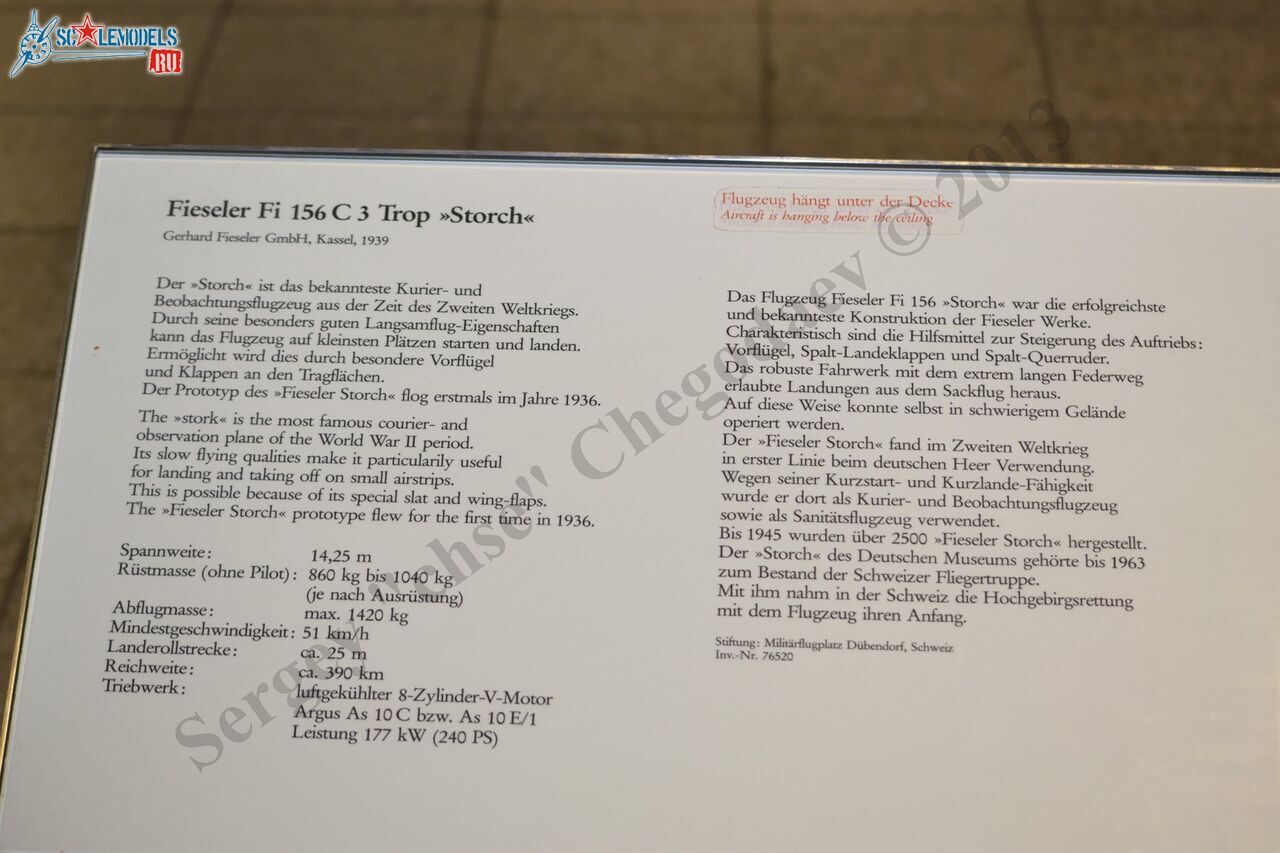 SCALEMODELS
RU
Fieseler Fi 156 C 3 Trop »Storch«
Gerhard Fieseler GmbH, Kassel, 1939
Der »Storch« ist das bekannteste Kurier- und
Beobachtungsflugzeug aus der Zeit des Zweiten Weltkriegs.
Durch seine besonders guten Langsamflug-Eigenschaften
kann das Flugzeug auf kleinsten Plätzen starten und landen.
Ermöglicht wird dies durch besondere Vorflügel
und Klappen an den Tragflächen.
Der Prototyp des »Fieseler Storch« flog erstmals im Jahre 1936.
The »stork« is the most famous courier- and
observation plane of the World War II period.
Its slow flying qualities make it particularily useful
for landing and taking off on small airstrips.
This is possible because of its special slat and wing-flaps.
The »Fieseler Storch« prototype flew for the first time in 1936.
Spannweite: 14,25 m
Rüstmasse (ohne Pilot): 860 kg bis 1040 kg
(je nach Ausrüstung)
Abflugmasse: max. 1420 kg
Mindestgeschwindigkeit: 51 km/h
Landerollstrecke: ca. 25 m
Reichweite: ca. 390 km
Triebwerk: luftgekühlter 8-Zylinder-V-Motor
Argus As 10 C bzw. As 10 E/1
Leistung 177 kW (240 PS)
Flugzeug hängt unter der Decke
Aircraft is hanging below the ceiling
Das Flugzeug Fieseler Fi 156 »Storch« war die erfolgreichste
und bekannteste Konstruktion der Fieseler Werke.
Charakteristisch sind die Hilfsmittel zur Steigerung des Auftriebs:
Vorflügel, Spalt-Landeklappen und Spalt-Querruder.
Das robuste Fahrwerk mit dem extrem langen Federweg
erlaubte Landungen aus dem Sackflug heraus.
Auf diese Weise konnte selbst in schwierigem Gelände
operiert werden.
Der »Fieseler Storch« fand im Zweiten Weltkrieg
in erster Linie beim deutschen Heer Verwendung.
Wegen seiner Kurzstart- und Kurzlande-Fähigkeit
wurde er dort als Kurier- und Beobachtungsflugzeug
sowie als Sanitätsflugzeug verwendet.
Bis 1945 wurden über 2500 »Fieseler Storch« hergestellt.
Der »Storch« des Deutschen Museums gehörte bis 1963
zum Bestand der Schweizer Fliegertruppe.
Mit ihm nahm in der Schweiz die Hochgebirgsrettung
mit dem Flugzeug ihren Anfang.
Stiftung: Militärflugplatz Dübendorf, Schweiz
Inv.-Nr. 76520
Sergey "Lehse" Chegodaev © 2013